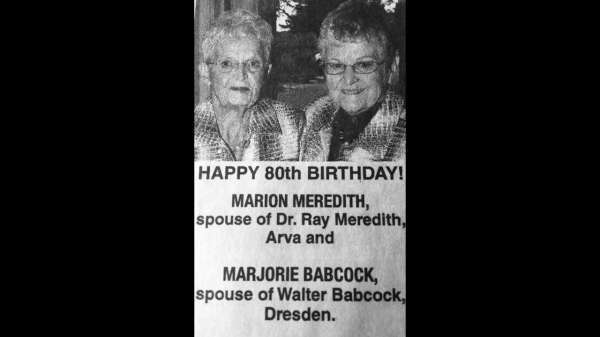 HAPPY 80th BIRTHDAY!
MARION MEREDITH,
spouse of Dr. Ray Meredith,
Arva and
MARJORIE BABCOCK,
spouse of Walter Babcock,
Dresden.